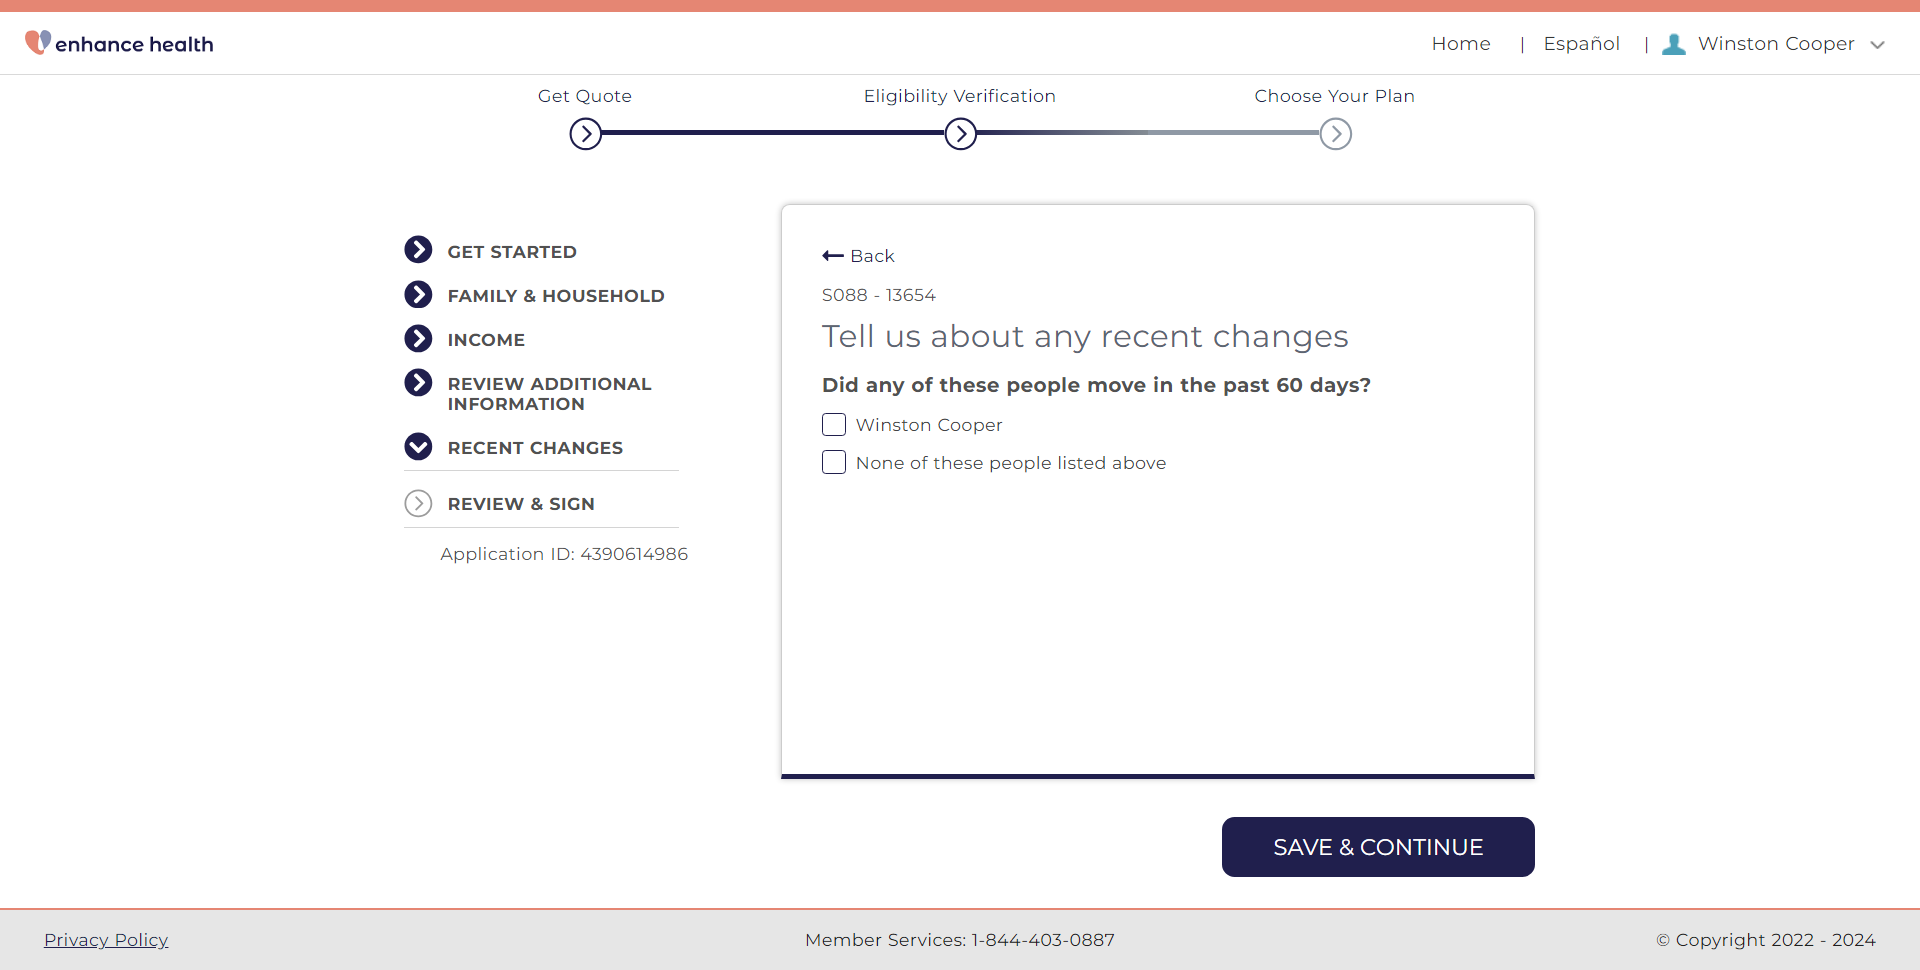 enhance health
Home | Español | Winston Cooper
Get Quote
Eligibility Verification
Choose Your Plan
GET STARTED
FAMILY & HOUSEHOLD
INCOME
REVIEW ADDITIONAL
INFORMATION
RECENT CHANGES
REVIEW & SIGN
Application ID: 4390614986
Back
S088 - 13654
Tell us about any recent changes
Did any of these people move in the past 60 days?
Winston Cooper
None of these people listed above
SAVE & CONTINUE
Privacy Policy
Member Services: 1-844-403-0887
© Copyright 2022 - 2024